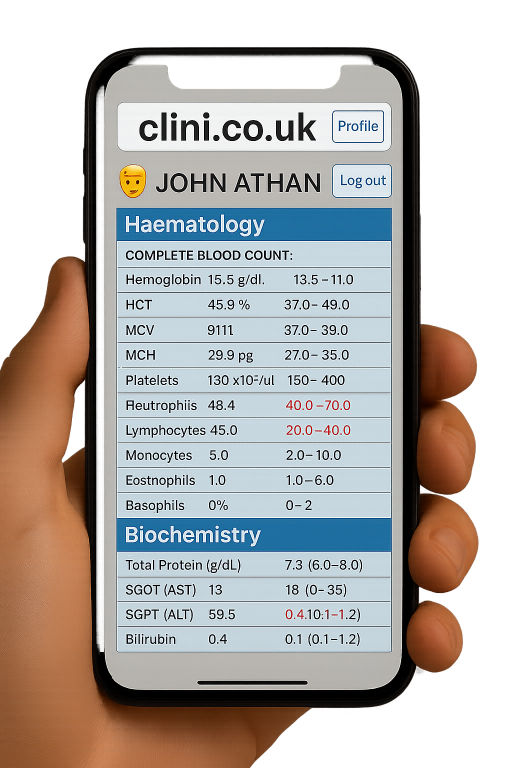 clini.co.uk Profile
JOHN ATHAN Log out
Haematology
COMPLETE BLOOD COUNT:
Hemoglobin 15.5 g/dl. 13.5 – 11.0
HCT 45.9 % 37.0 – 49.0
MCV 9111 37.0 – 39.0
MCH 29.9 pg 27.0 – 35.0
Platelets 150 – 400
48.4 40.0 – 70.0
Lymphocytes 45.0 20.0 – 40.0
Monocytes 5.0 2.0 – 10.0
Eostnophils 1.0 1.0 – 6.0
Basophils 0% 0 – 2
Biochemistry
Total Protein (g/dL) 7.3 (6.0 – 8.0)
SGOT (AST) 13 18 (0 – 35)
SGPT (ALT) 59.5 0.4.10:1 – 1.2)
Bilirubin 0.4 0.1 (0.1 – 1.2)